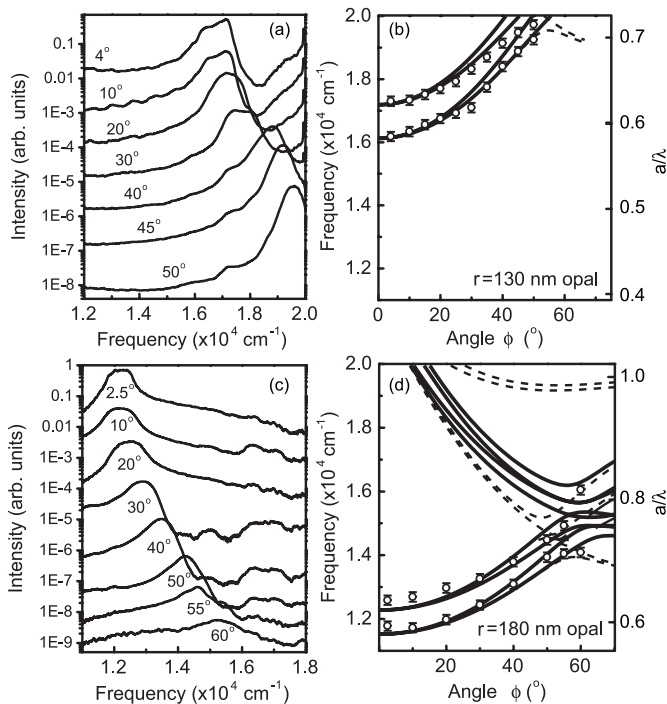 (a)
Intensity (arb. units)
0.1
0.01
1E-3
1E-4
1E-5
1E-6
1E-7
1E-8
4°
10°
20°
30°
40°
45°
50°
1.2 1.4 1.6 1.8 2.0
Frequency (x10⁴ cm⁻¹)
(b)
Frequency (x10⁴ cm⁻¹)
2.0
1.8
1.6
1.4
1.2
1.1
a/λ
0.7
0.6
0.5
0.4
r=130 nm opal
0 20 40 60
Angle ϕ (°)
(c)
Intensity (arb. units)
1
0.1
0.01
1E-3
1E-4
1E-5
1E-6
1E-7
1E-8
1E-9
2.5°
10°
20°
30°
40°
50°
55°
60°
1.2 1.4 1.6 1.8
Frequency (x10⁴ cm⁻¹)
(d)
Frequency (x10⁴ cm⁻¹)
2.0
1.8
1.6
1.4
1.2
a/λ
1.0
0.8
0.6
r=180 nm opal
0 20 40 60
Angle ϕ (°)